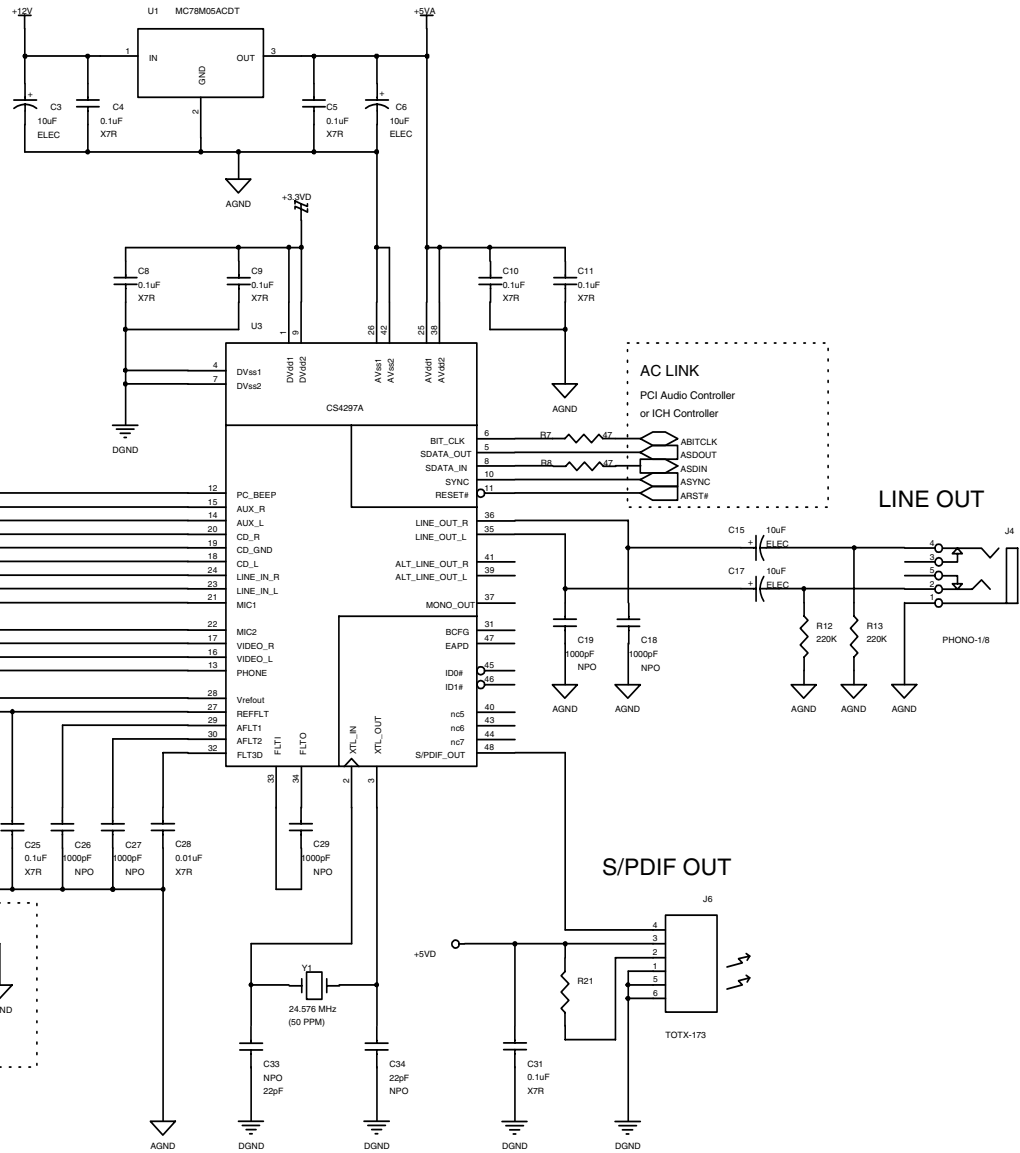 +12V
U1 MC78M05ACDT
+5VA
1
IN
OUT
3
GND
2
C3
10uF
ELEC
C4
0.1uF
X7R
C5
0.1uF
X7R
C6
10uF
ELEC
AGND
+3.3VD
C8
0.1uF
X7R
C9
0.1uF
X7R
C10
0.1uF
X7R
C11
0.1uF
X7R
U3
1
9
26
42
25
38
DVdd1
DVdd2
AVss1
AVss2
AVdd1
AVdd2
4
DVss1
7
DVss2
CS4297A
DGND
AGND
AC LINK
PCI Audio Controller
or ICH Controller
BIT_CLK
6
R7
47
ABITCLK
SDATA_OUT
5
ASDOUT
SDATA_IN
8
R8
47
ASDIN
SYNC
10
ASYNC
RESET#
11
ARST#
12
PC_BEEP
15
AUX_R
14
AUX_L
20
CD_R
19
CD_GND
18
CD_L
24
LINE_IN_R
23
LINE_IN_L
21
MIC1
22
MIC2
17
VIDEO_R
16
VIDEO_L
13
PHONE
28
Vrefout
27
REFFLT
29
AFLT1
30
AFLT2
32
FLT3D
FLTI
FLTO
XTL_IN
XTL_OUT
33
34
2
3
LINE_OUT_R
36
LINE_OUT_L
35
ALT_LINE_OUT_R
41
ALT_LINE_OUT_L
39
MONO_OUT
37
BCFG
31
EAPD
47
ID0#
45
ID1#
46
nc5
40
nc6
43
nc7
44
S/PDIF_OUT
48
LINE OUT
C15
10uF
+
ELEC
C17
10uF
+
ELEC
J4
4
3
5
2
1
PHONO-1/8
C19
1000pF
NPO
C18
1000pF
NPO
R12
220K
R13
220K
AGND
AGND
AGND
AGND
AGND
C25
0.1uF
X7R
C26
1000pF
NPO
C27
1000pF
NPO
C28
0.01uF
X7R
C29
1000pF
NPO
S/PDIF OUT
J6
+5VD
4
3
2
1
5
6
R21
TOTX-173
Y1
24.576 MHz
(50 PPM)
C33
NPO
22pF
C34
22pF
NPO
C31
0.1uF
X7R
ND
AGND
DGND
DGND
DGND
DGND